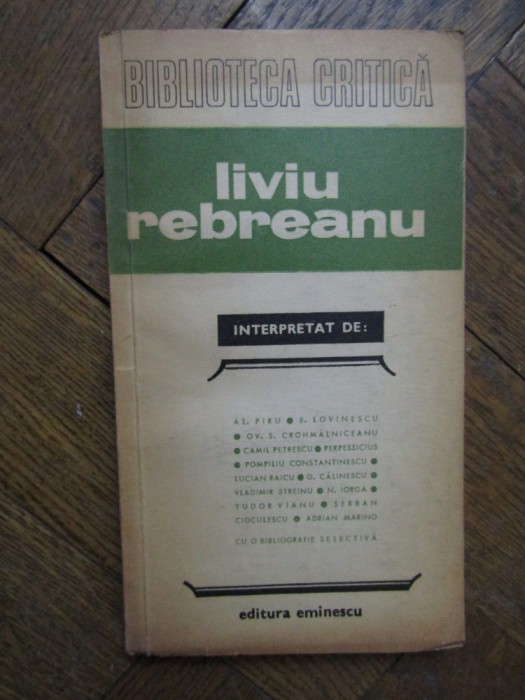 BIBLIOTECA CRITICĂ
liviu
rebreanu
INTERPRETAT DE:
AL. PIRU ● E. LOVINESCU
● OV. S. CROHMĂLNICEANU
● CAMIL PETRESCU ● PERPESSICIUS
● POMPILIU CONSTANTINESCU ●
LUCIAN RAICU ● G. CĂLINESCU
VLADIMIR STREINU ● N. IORGA ●
TUDOR VIANU ● ȘERBAN
CIOCULESCU ● ADRIAN MARINO
CU O BIBLIOGRAFIE SELECTIVĂ
editura eminescu